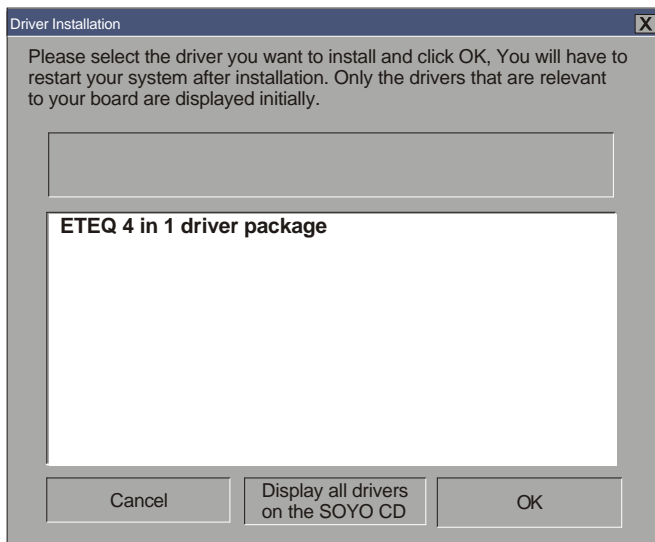 Driver Installation X
Please select the driver you want to install and click OK, You will have to
restart your system after installation. Only the drivers that are relevant
to your board are displayed initially.
ETEQ 4 in 1 driver package
Cancel
Display all drivers
on the SOYO CD
OK